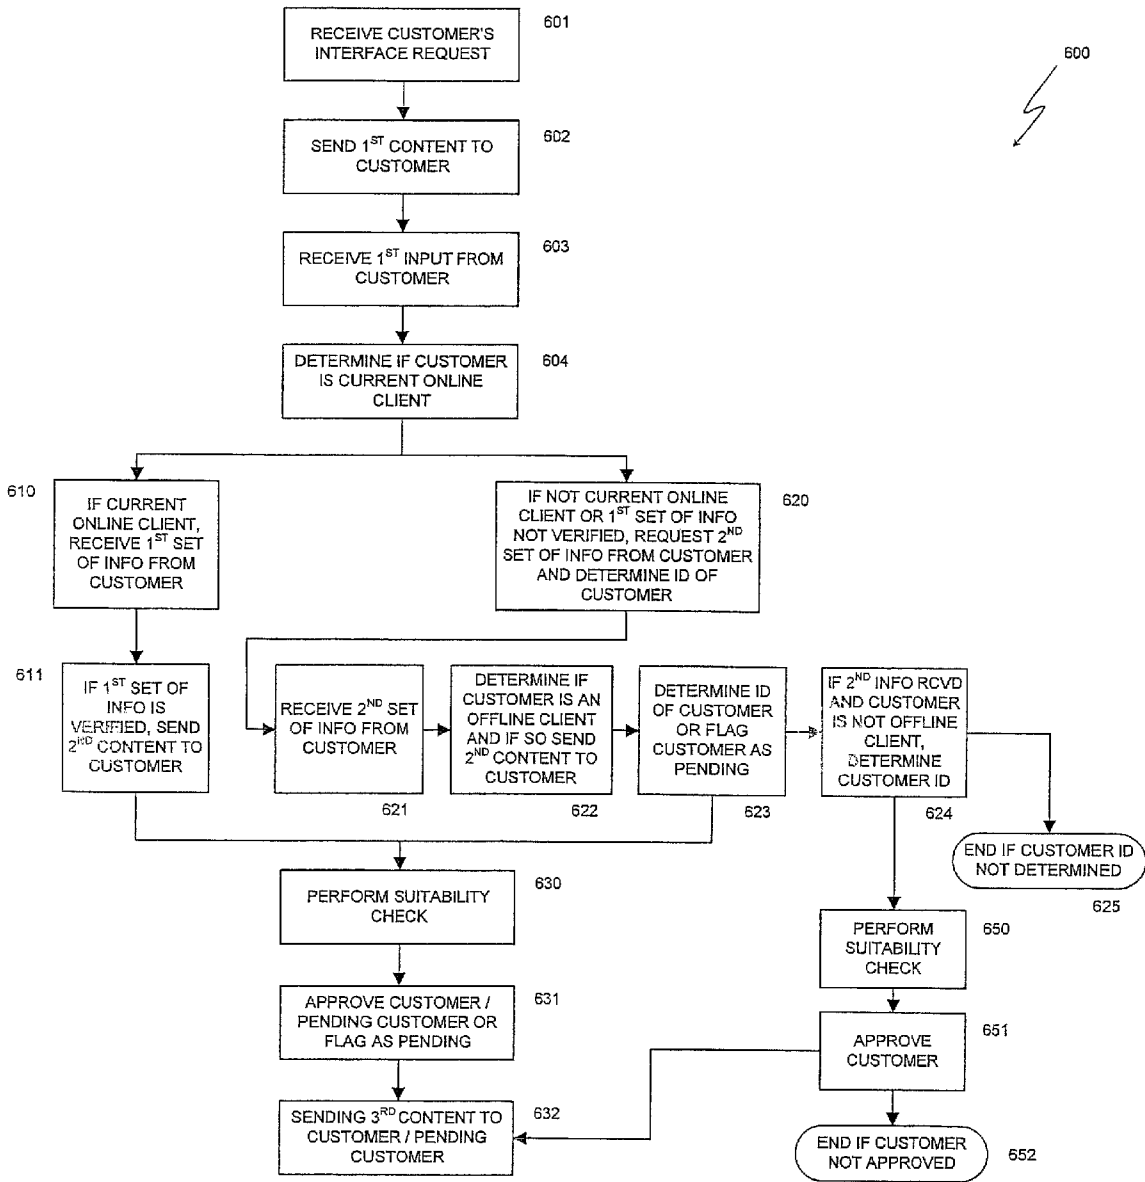 601
RECEIVE CUSTOMER'S
INTERFACE REQUEST
600
602
SEND 1ST CONTENT TO
CUSTOMER
603
RECEIVE 1ST INPUT FROM
CUSTOMER
604
DETERMINE IF CUSTOMER
IS CURRENT ONLINE
CLIENT
610
IF CURRENT
ONLINE CLIENT,
RECEIVE 1ST SET
OF INFO FROM
CUSTOMER
620
IF NOT CURRENT ONLINE
CLIENT OR 1ST SET OF INFO
NOT VERIFIED, REQUEST 2ND
SET OF INFO FROM CUSTOMER
AND DETERMINE ID OF
CUSTOMER
611
IF 1ST SET OF
INFO IS
VERIFIED, SEND
2ND CONTENT TO
CUSTOMER
RECEIVE 2ND SET
OF INFO FROM
CUSTOMER
621
DETERMINE IF
CUSTOMER IS AN
OFFLINE CLIENT
AND IF SO SEND
2ND CONTENT TO
CUSTOMER
622
DETERMINE ID
OF CUSTOMER
OR FLAG
CUSTOMER AS
PENDING
623
IF 2ND INFO RCVD
AND CUSTOMER
IS NOT OFFLINE
CLIENT,
DETERMINE
CUSTOMER ID
624
END IF CUSTOMER ID
NOT DETERMINED
625
630
PERFORM SUITABILITY
CHECK
650
PERFORM
SUITABILITY
CHECK
631
APPROVE CUSTOMER /
PENDING CUSTOMER OR
FLAG AS PENDING
651
APPROVE
CUSTOMER
632
SENDING 3RD CONTENT TO
CUSTOMER / PENDING
CUSTOMER
END IF CUSTOMER
NOT APPROVED
652